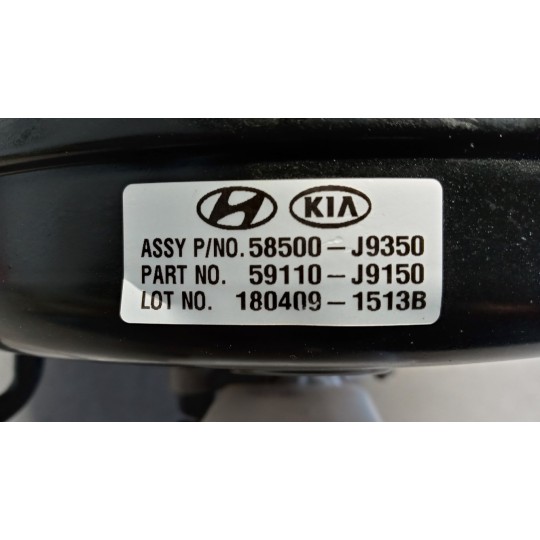 KIA
ASSY P/NO. 58500-J9350
PART NO. 59110-J9150
LOT NO. 180409-1513B